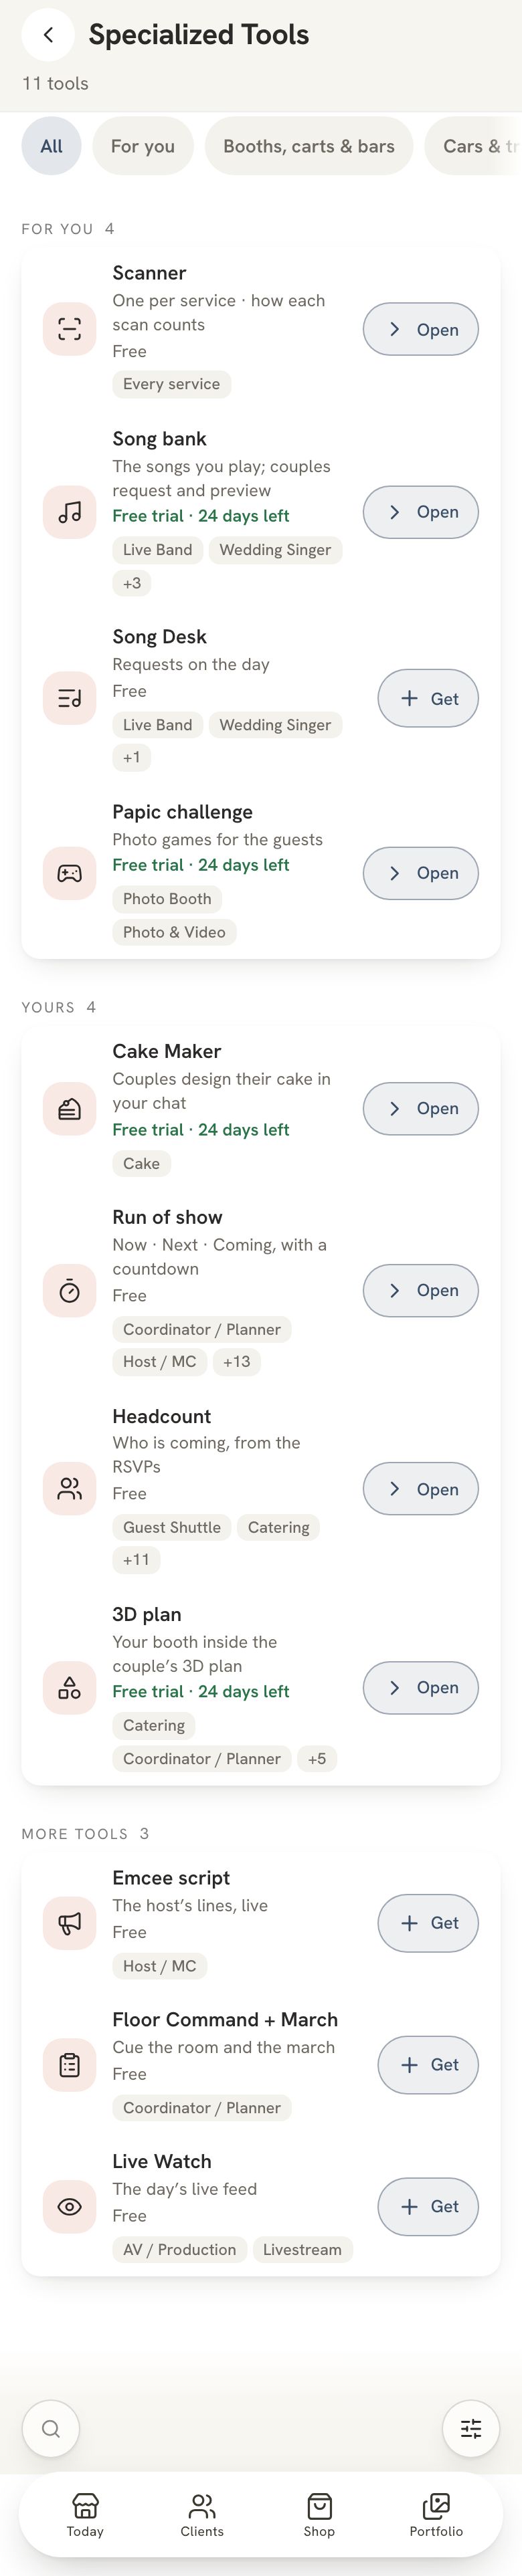 Specialized Tools
11 tools
All
For you
Booths, carts & bars
Cars & tr
FOR YOU 4
Scanner
One per service · how each
scan counts
Free
Every service
Open
Song bank
The songs you play; couples
request and preview
Free trial · 24 days left
Live Band
Wedding Singer
+3
Open
Song Desk
Requests on the day
Free
Live Band
Wedding Singer
+1
Get
Papic challenge
Photo games for the guests
Free trial · 24 days left
Photo Booth
Photo & Video
Open
YOURS 4
Cake Maker
Couples design their cake in
your chat
Free trial · 24 days left
Cake
Open
Run of show
Now · Next · Coming, with a
countdown
Free
Coordinator / Planner
Host / MC
+13
Open
Headcount
Who is coming, from the
RSVPs
Free
Guest Shuttle
Catering
+11
Open
3D plan
Your booth inside the
couple’s 3D plan
Free trial · 24 days left
Catering
Coordinator / Planner
+5
Open
MORE TOOLS 3
Emcee script
The host’s lines, live
Free
Host / MC
Get
Floor Command + March
Cue the room and the march
Free
Coordinator / Planner
Get
Live Watch
The day’s live feed
Free
AV / Production
Livestream
Get
Today
Clients
Shop
Portfolio